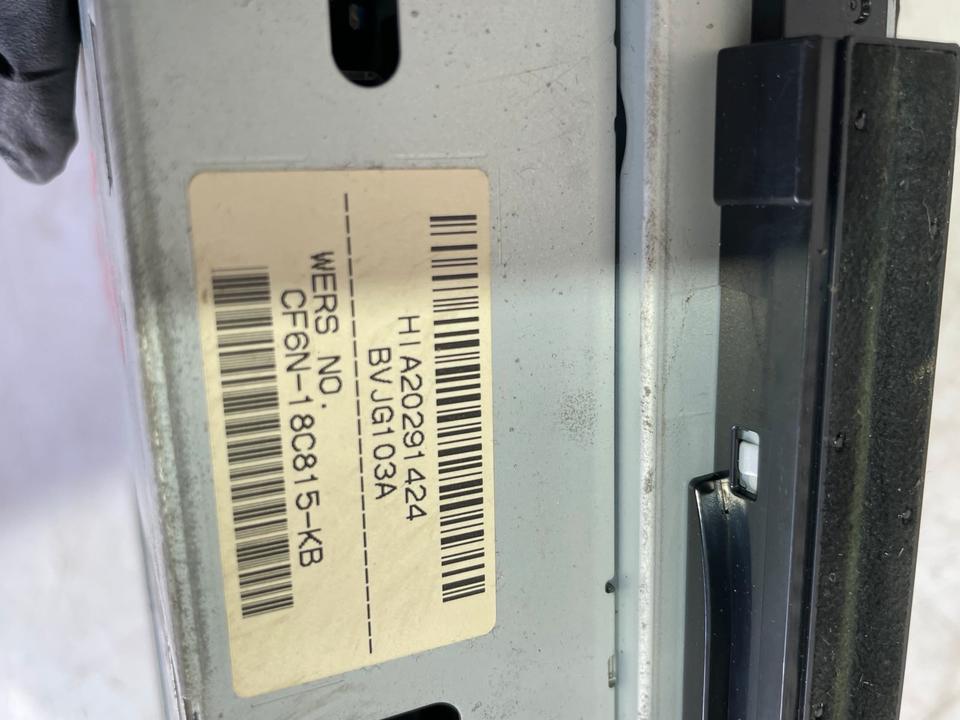 HIA20291424
BVJG103A
WERS NO.
CF6N-18C815-KB